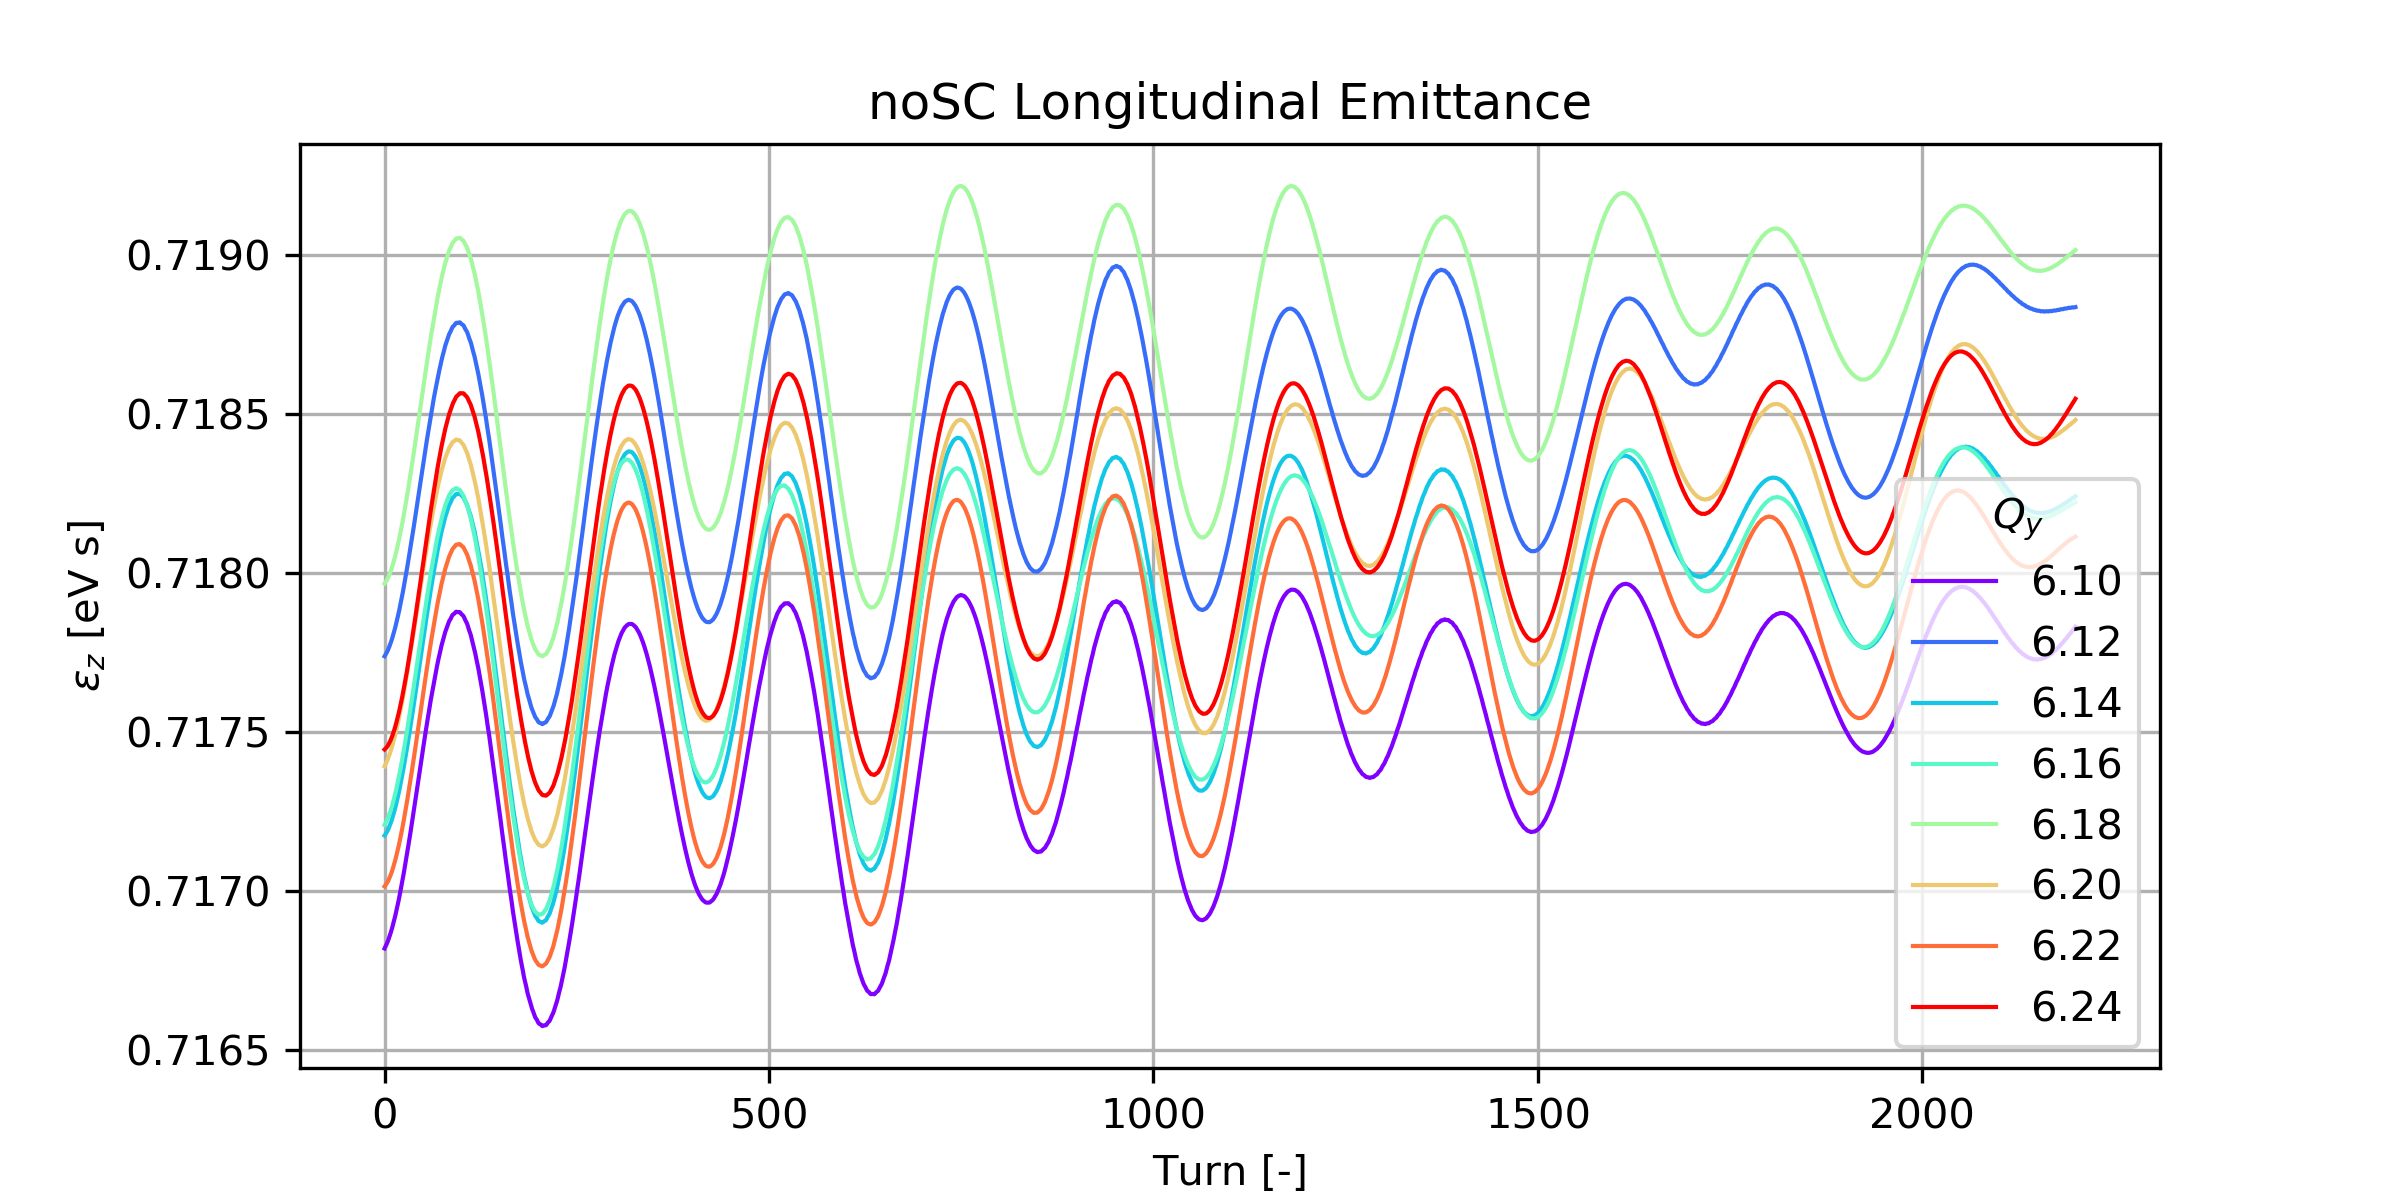 noSC Longitudinal Emittance
0.7190
0.7185
0.7180
0.7175
0.7170
0.7165
ε_z [eV s]
0 500 1000 1500 2000
Turn [-]
Q_y
6.10
6.12
6.14
6.16
6.18
6.20
6.22
6.24